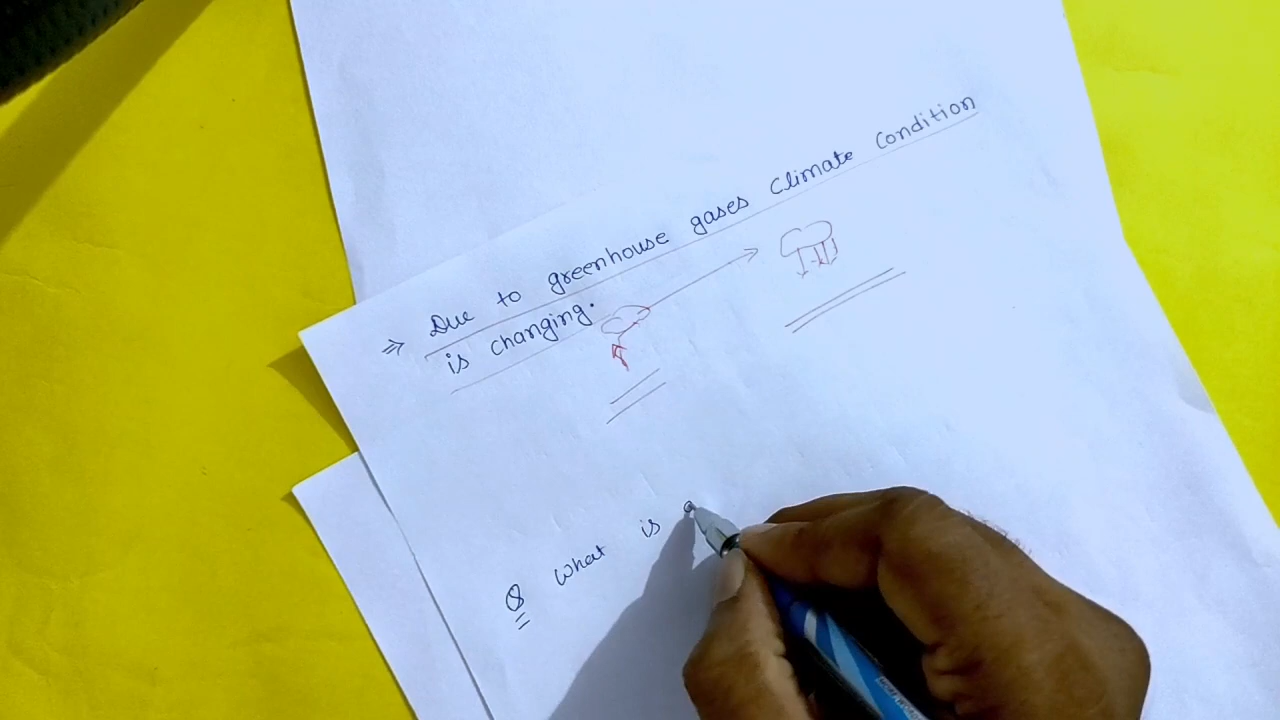 ⇒ Due to greenhouse gases Climate Condition
is changing.
Q What is